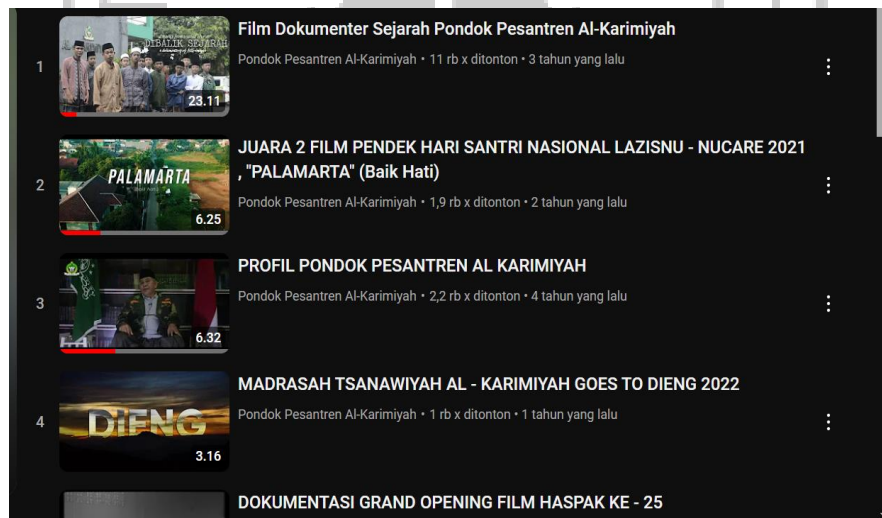 1
DIBALIK SEJARAH
23.11
Film Dokumenter Sejarah Pondok Pesantren Al-Karimiyah
Pondok Pesantren Al-Karimiyah • 11 rb x ditonton • 3 tahun yang lalu
2
PALAMARTA
6.25
JUARA 2 FILM PENDEK HARI SANTRI NASIONAL LAZISNU - NUCARE 2021
, "PALAMARTA" (Baik Hati)
Pondok Pesantren Al-Karimiyah • 1,9 rb x ditonton • 2 tahun yang lalu
3
6.32
PROFIL PONDOK PESANTREN AL KARIMIYAH
Pondok Pesantren Al-Karimiyah • 2,2 rb x ditonton • 4 tahun yang lalu
4
DIENG
3.16
MADRASAH TSANAWIYAH AL - KARIMIYAH GOES TO DIENG 2022
Pondok Pesantren Al-Karimiyah • 1 rb x ditonton • 1 tahun yang lalu
DOKUMENTASI GRAND OPENING FILM HASPAK KE - 25